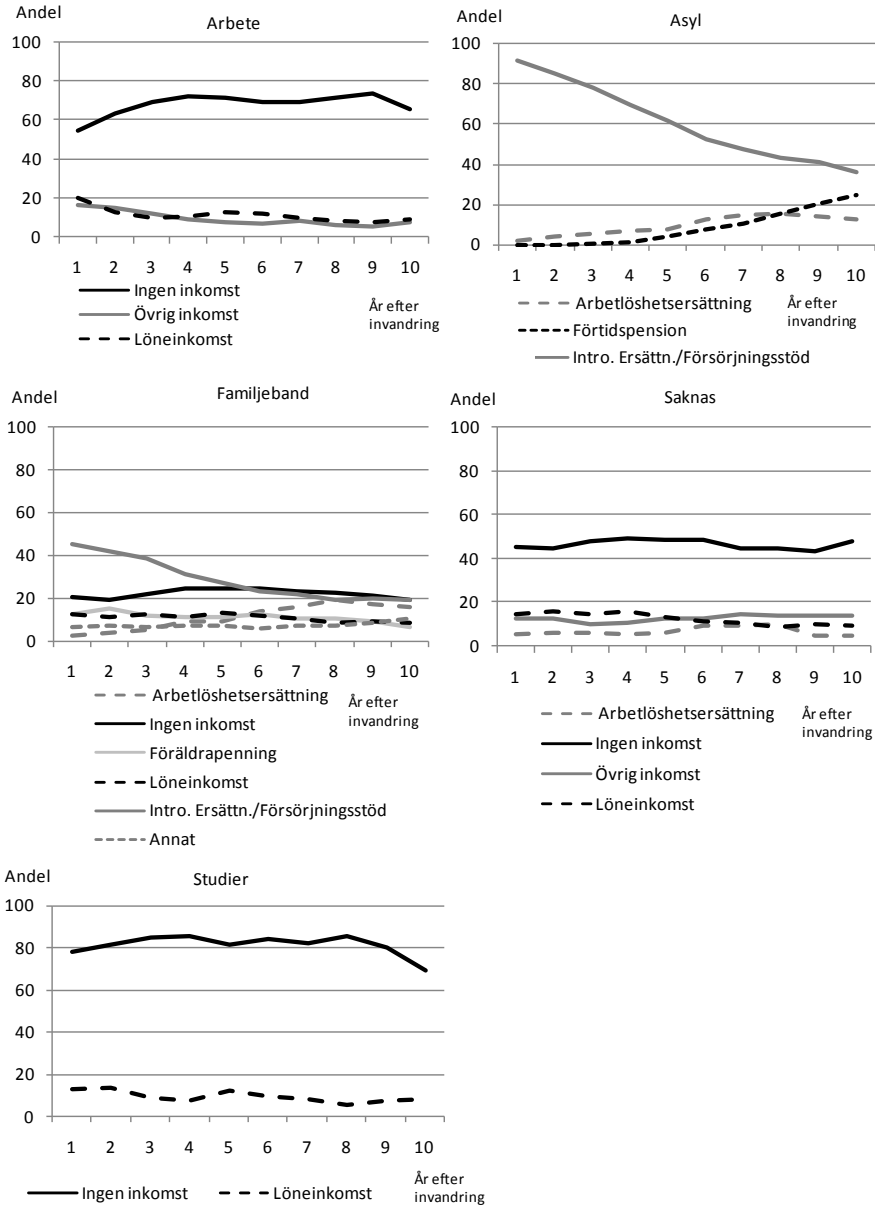 Andel
Arbete
100
80
60
40
20
0
1 2 3 4 5 6 7 8 9 10
Ingen inkomst
Övrig inkomst
Löneinkomst
År efter
invandring
Andel
Asyl
100
80
60
40
20
0
1 2 3 4 5 6 7 8 9 10
Arbetlöshetsersättning
Förtidspension
Intro. Ersättn./Försörjningsstöd
År efter
invandring
Andel
Familjeband
100
80
60
40
20
0
1 2 3 4 5 6 7 8 9 10
Arbetlöshetsersättning
Ingen inkomst
Föräldrapenning
Löneinkomst
Intro. Ersättn./Försörjningsstöd
Annat
År efter
invandring
Andel
Saknas
100
80
60
40
20
0
1 2 3 4 5 6 7 8 9 10
Arbetlöshetsersättning
Ingen inkomst
Övrig inkomst
Löneinkomst
År efter
invandring
Andel
Studier
100
80
60
40
20
0
1 2 3 4 5 6 7 8 9 10
Ingen inkomst
Löneinkomst
År efter
invandring